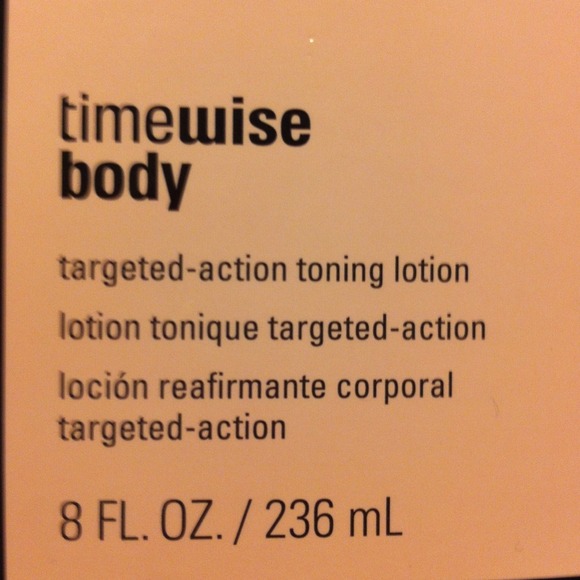 timewise
body
targeted-action toning lotion
lotion tonique targeted-action
loción reafirmante corporal
targeted-action
8 FL. OZ. / 236 mL